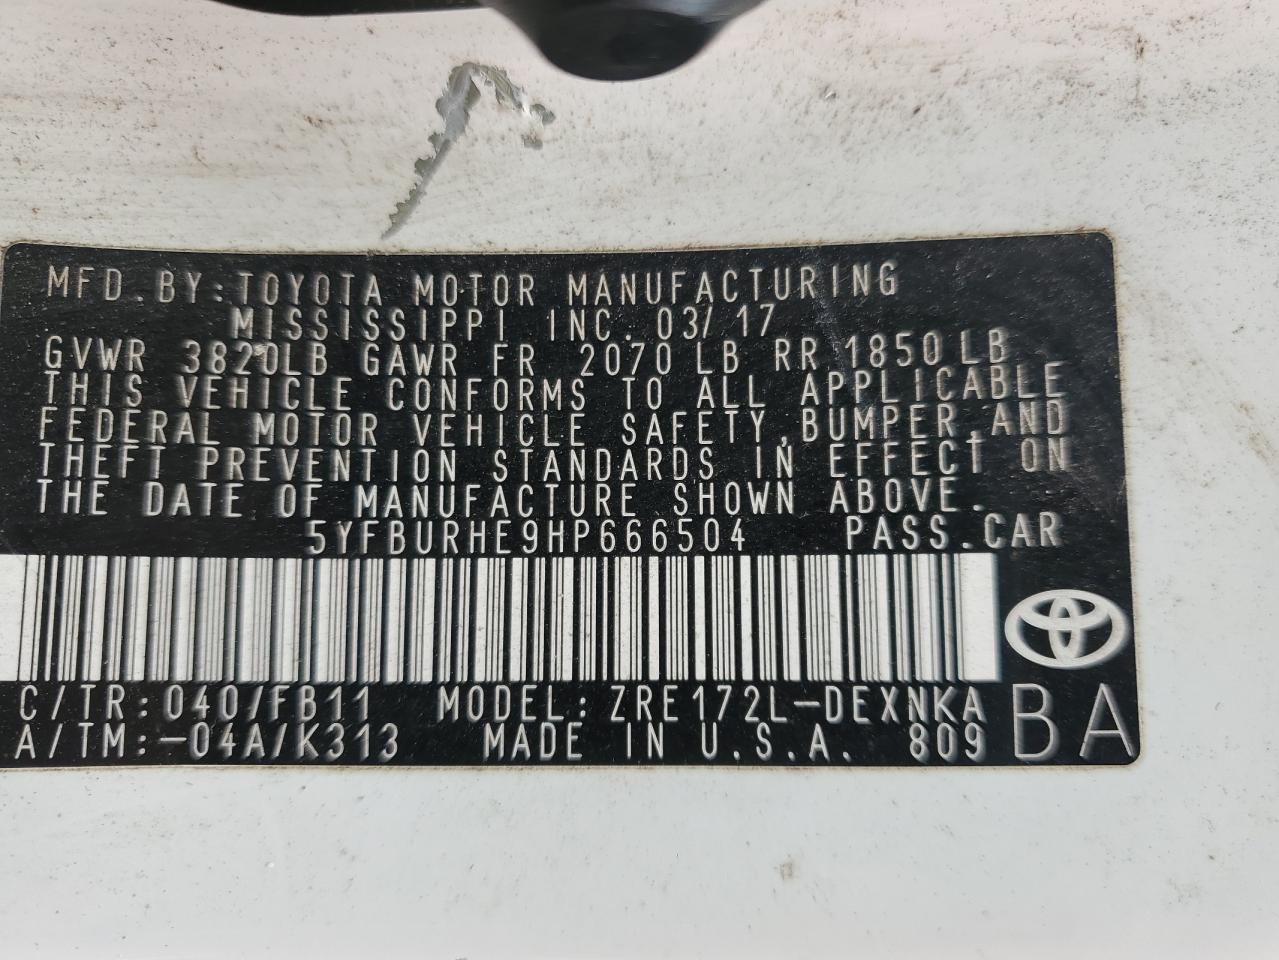 MFD.BY:TOYOTA MOTOR MANUFACTURING
MISSISSIPPI INC. 03/17
GVWR 3820LB GAWR FR 2070 LB RR 1850 LB
THIS VEHICLE CONFORMS TO ALL APPLICABLE
FEDERAL MOTOR VEHICLE SAFETY,BUMPER,AND
THEFT PREVENTION STANDARDS IN EFFECT ON
THE DATE OF MANUFACTURE SHOWN ABOVE.
5YFBURHE9HP666504 PASS.CAR
C/TR:040/FB11 MODEL:ZRE172L-DEXNKA
A/TM:-04A/K313 MADE IN U.S.A. 809
BA